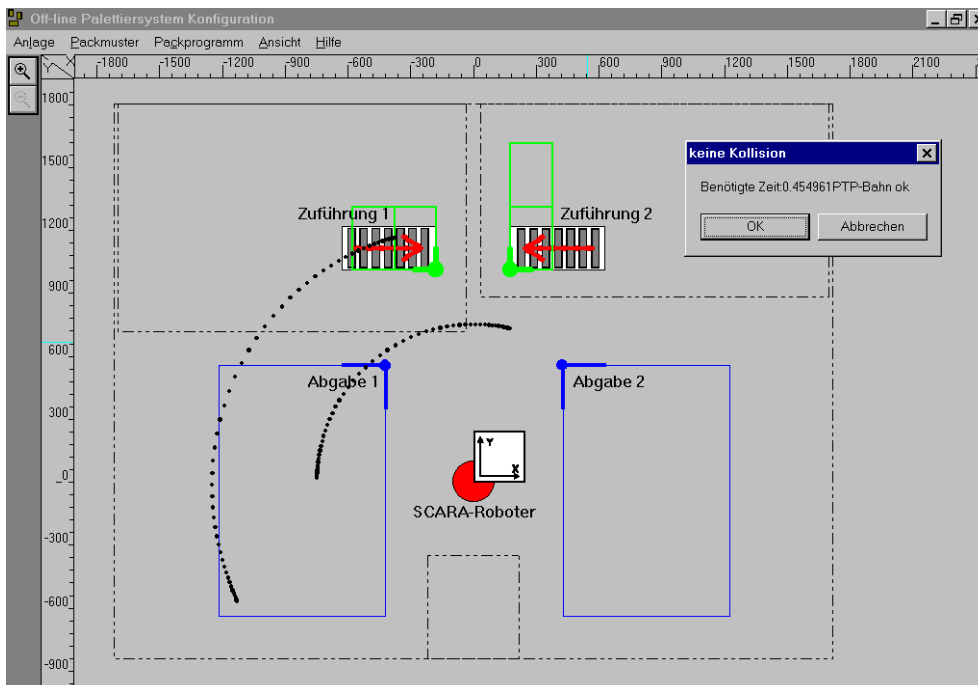 Off-line Palettiersystem Konfiguration
Anlage Packmuster Packprogramm Ansicht Hilfe
Y X -1800 -1500 -1200 -900 -600 -300 0 300 600 900 1200 1500 1800 2100
1800
1500
keine Kollision
Benötigte Zeit:0.454961PTP-Bahn ok
OK Abbrechen
Zuführung 1 Zuführung 2
1200
900
600
Abgabe 1 Abgabe 2
300
Y
X
0
SCARA-Roboter
-300
-600
-900